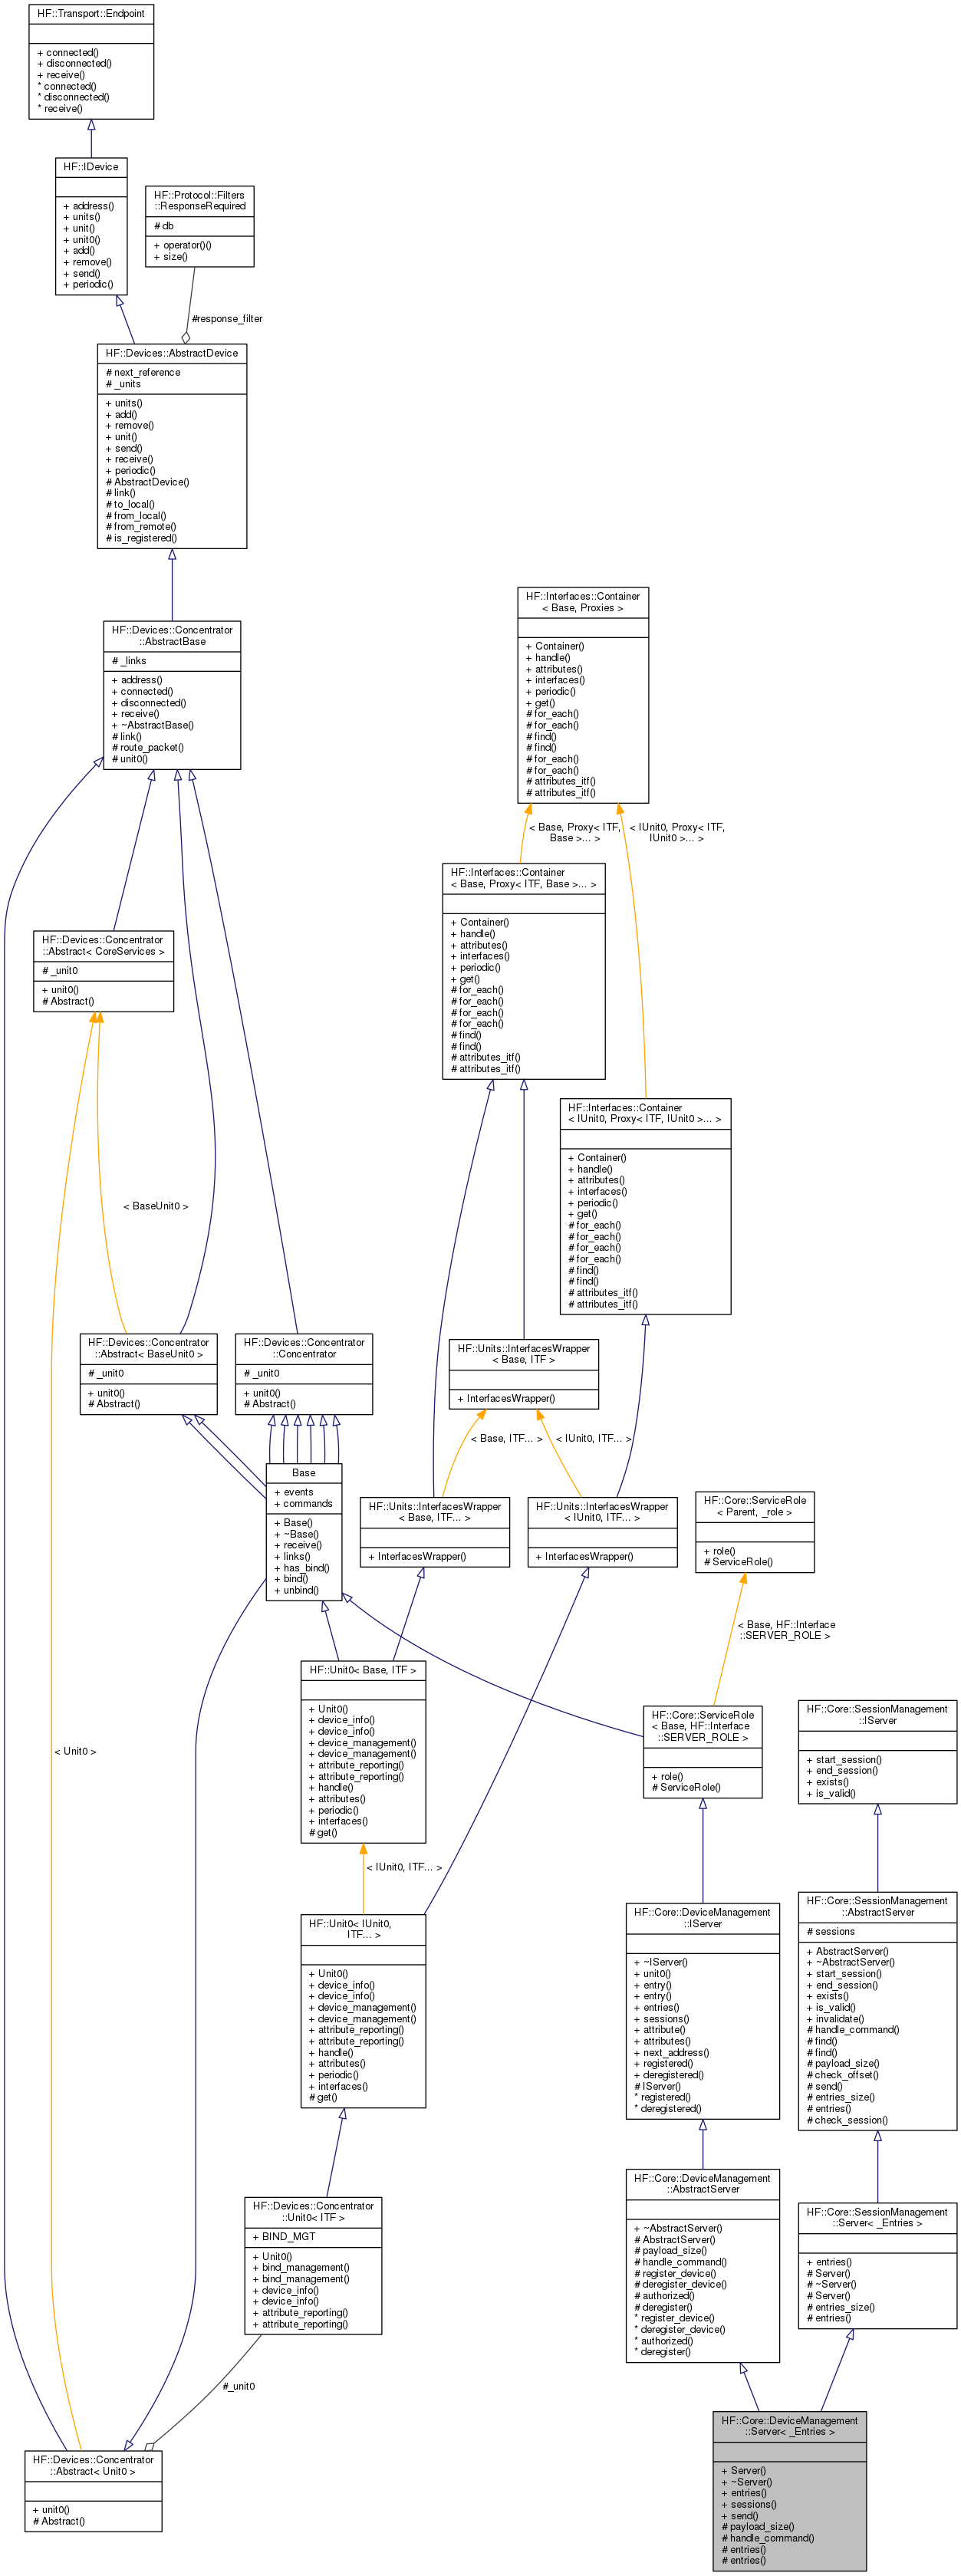 HF::Transport::Endpoint
+ connected()
+ disconnected()
+ receive()
* connected()
* disconnected()
* receive()
HF::IDevice
+ address()
+ units()
+ unit()
+ unit0()
+ add()
+ remove()
+ send()
+ periodic()
HF::Protocol::Filters
::ResponseRequired
# db
+ operator()()
+ size()
#response_filter
HF::Devices::AbstractDevice
# next_reference
# _units
+ units()
+ add()
+ remove()
+ unit()
+ send()
+ receive()
+ periodic()
# AbstractDevice()
# link()
# to_local()
# from_local()
# from_remote()
# is_registered()
HF::Devices::Concentrator
::AbstractBase
# _links
+ address()
+ connected()
+ disconnected()
+ receive()
+ ~AbstractBase()
# link()
# route_packet()
# unit0()
HF::Interfaces::Container
< Base, Proxies >
+ Container()
+ handle()
+ attributes()
+ interfaces()
+ periodic()
+ get()
# for_each()
# for_each()
# find()
# find()
# for_each()
# for_each()
# attributes_itf()
# attributes_itf()
< Base, Proxy< ITF,
Base >... >
< IUnit0, Proxy< ITF,
IUnit0 >... >
HF::Interfaces::Container
< Base, Proxy< ITF, Base >... >
+ Container()
+ handle()
+ attributes()
+ interfaces()
+ periodic()
+ get()
# for_each()
# for_each()
# for_each()
# for_each()
# find()
# find()
# attributes_itf()
# attributes_itf()
HF::Devices::Concentrator
::Abstract< CoreServices >
# _unit0
+ unit0()
# Abstract()
HF::Interfaces::Container
< IUnit0, Proxy< ITF, IUnit0 >... >
+ Container()
+ handle()
+ attributes()
+ interfaces()
+ periodic()
+ get()
# for_each()
# for_each()
# for_each()
# for_each()
# find()
# find()
# attributes_itf()
# attributes_itf()
< BaseUnit0 >
HF::Devices::Concentrator
::Abstract< BaseUnit0 >
# _unit0
+ unit0()
# Abstract()
HF::Devices::Concentrator
::Concentrator
# _unit0
+ unit0()
# Abstract()
HF::Units::InterfacesWrapper
< Base, ITF >
+ InterfacesWrapper()
< Base, ITF... >
< IUnit0, ITF... >
Base
+ events
+ commands
+ Base()
+ ~Base()
+ receive()
+ links()
+ has_bind()
+ bind()
+ unbind()
HF::Units::InterfacesWrapper
< Base, ITF... >
+ InterfacesWrapper()
HF::Units::InterfacesWrapper
< IUnit0, ITF... >
+ InterfacesWrapper()
HF::Core::ServiceRole
< Parent, _role >
+ role()
# ServiceRole()
< Base, HF::Interface
::SERVER_ROLE >
HF::Unit0< Base, ITF >
+ Unit0()
+ device_info()
+ device_info()
+ device_management()
+ device_management()
+ attribute_reporting()
+ attribute_reporting()
+ handle()
+ attributes()
+ periodic()
+ interfaces()
# get()
HF::Core::ServiceRole
< Base, HF::Interface
::SERVER_ROLE >
+ role()
# ServiceRole()
HF::Core::SessionManagement
::IServer
+ start_session()
+ end_session()
+ exists()
+ is_valid()
< Unit0 >
< IUnit0, ITF... >
HF::Unit0< IUnit0,
ITF... >
+ Unit0()
+ device_info()
+ device_info()
+ device_management()
+ device_management()
+ attribute_reporting()
+ attribute_reporting()
+ handle()
+ attributes()
+ periodic()
+ interfaces()
# get()
HF::Core::DeviceManagement
::IServer
+ ~IServer()
+ unit0()
+ entry()
+ entry()
+ entries()
+ sessions()
+ attribute()
+ attributes()
+ next_address()
+ registered()
+ deregistered()
# IServer()
* registered()
* deregistered()
HF::Core::SessionManagement
::AbstractServer
# sessions
+ AbstractServer()
+ ~AbstractServer()
+ start_session()
+ end_session()
+ exists()
+ is_valid()
+ invalidate()
# handle_command()
# find()
# find()
# payload_size()
# check_offset()
# send()
# entries_size()
# entries()
# check_session()
HF::Devices::Concentrator
::Unit0< ITF >
+ BIND_MGT
+ Unit0()
+ bind_management()
+ bind_management()
+ device_info()
+ device_info()
+ attribute_reporting()
+ attribute_reporting()
HF::Core::DeviceManagement
::AbstractServer
+ ~AbstractServer()
# AbstractServer()
# payload_size()
# handle_command()
# register_device()
# deregister_device()
# authorized()
# deregister()
* register_device()
* deregister_device()
* authorized()
* deregister()
HF::Core::SessionManagement
::Server< _Entries >
+ entries()
# Server()
# ~Server()
# Server()
# entries_size()
# entries()
#_unit0
HF::Devices::Concentrator
::Abstract< Unit0 >
+ unit0()
# Abstract()
HF::Core::DeviceManagement
::Server< _Entries >
+ Server()
+ ~Server()
+ entries()
+ sessions()
+ send()
# payload_size()
# handle_command()
# entries()
# entries()